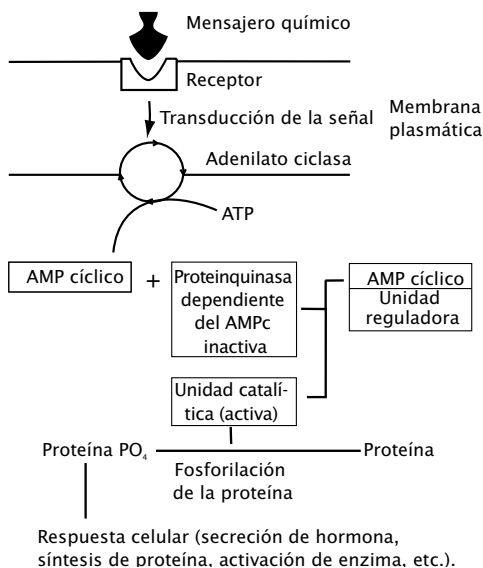 Mensajero químico
Receptor
Transducción de la señal
Membrana
plasmática
Adenilato ciclasa
ATP
AMP cíclico
+
Proteinquinasa
dependiente
del AMPc
inactiva
AMP cíclico
Unidad
reguladora
Unidad catalí-
tica (activa)
Proteína PO₄
Proteína
Fosforilación
de la proteína
Respuesta celular (secreción de hormona,
síntesis de proteína, activación de enzima, etc.).